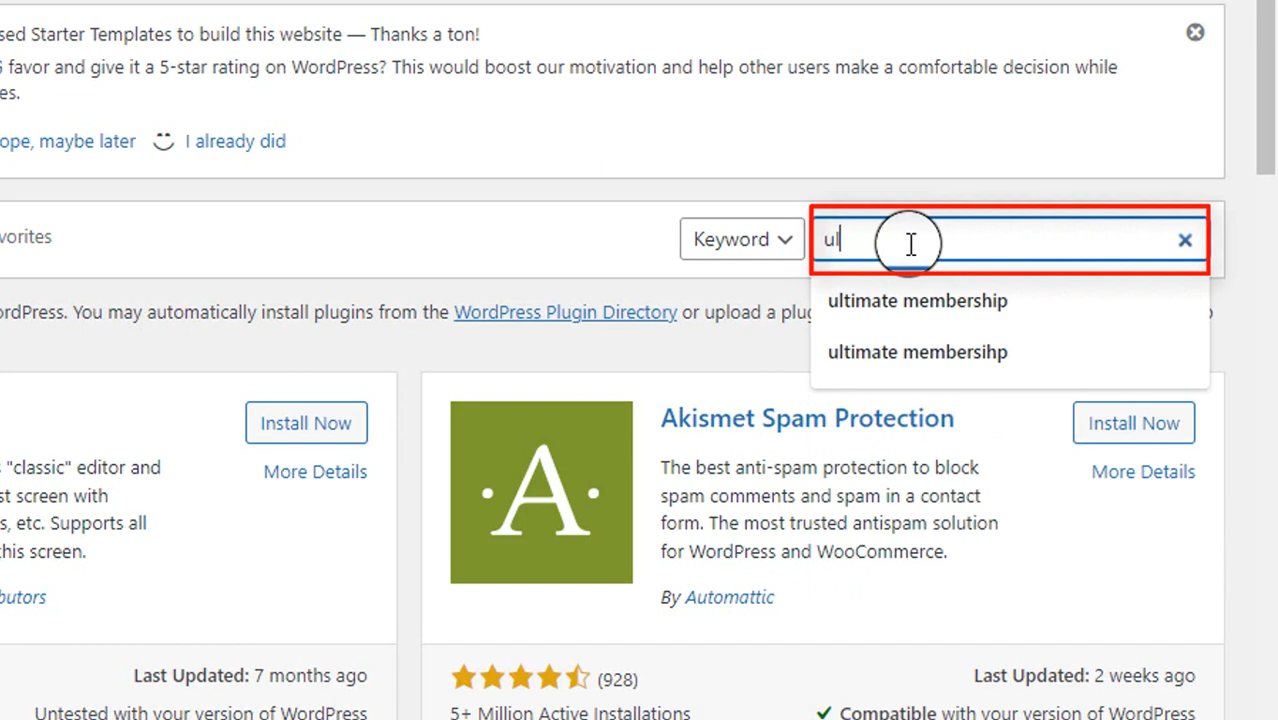 sed Starter Templates to build this website — Thanks a ton!
favor and give it a 5-star rating on WordPress? This would boost our motivation and help other users make a comfortable decision while
es.
ope, maybe later I already did
vorites
Keyword
ul
ordPress. You may automatically install plugins from the WordPress Plugin Directory or upload a plug
ultimate membership
ultimate membersihp
Install Now
More Details
s "classic" editor and
st screen with
s, etc. Supports all
his screen.
butors
Last Updated: 7 months ago
Untested with your version of WordPress
A
Akismet Spam Protection
Install Now
More Details
The best anti-spam protection to block
spam comments and spam in a contact
form. The most trusted antispam solution
for WordPress and WooCommerce.
By Automattic
(928)
Last Updated: 2 weeks ago
5+ Million Active Installations
Compatible with your version of WordPress